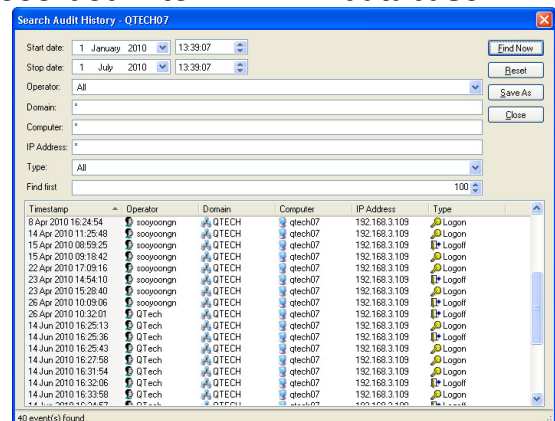 Search Audit History - QTECH07
Start date: 1 January 2010 13:39:07 Find Now
Stop date: 1 July 2010 13:39:07 Reset
Operator: All Save As
Domain: * Close
Computer: *
IP Address: *
Type: All
Find first 100
Timestamp Operator Domain Computer IP Address Type
8 Apr 2010 16:24:54 sooyoongn QTECH qtech07 192.168.3.109 Logon
14 Apr 2010 11:25:48 sooyoongn QTECH qtech07 192.168.3.109 Logon
15 Apr 2010 08:59:25 sooyoongn QTECH qtech07 192.168.3.109 Logoff
15 Apr 2010 09:18:42 sooyoongn QTECH qtech07 192.168.3.109 Logon
22 Apr 2010 17:09:16 sooyoongn QTECH qtech07 192.168.3.109 Logon
23 Apr 2010 14:54:10 sooyoongn QTECH qtech07 192.168.3.109 Logoff
23 Apr 2010 15:28:40 sooyoongn QTECH qtech07 192.168.3.109 Logon
26 Apr 2010 10:09:06 sooyoongn QTECH qtech07 192.168.3.109 Logoff
26 Apr 2010 10:32:01 QTech QTECH qtech07 192.168.3.109 Logon
14 Jun 2010 16:25:13 QTech QTECH qtech07 192.168.3.109 Logon
14 Jun 2010 16:25:36 QTech QTECH qtech07 192.168.3.109 Logoff
14 Jun 2010 16:25:43 QTech QTECH qtech07 192.168.3.109 Logon
14 Jun 2010 16:27:58 QTech QTECH qtech07 192.168.3.109 Logon
14 Jun 2010 16:31:54 QTech QTECH qtech07 192.168.3.109 Logon
14 Jun 2010 16:32:06 QTech QTECH qtech07 192.168.3.109 Logoff
14 Jun 2010 16:33:58 QTech QTECH qtech07 192.168.3.109 Logon
40 event(s) found